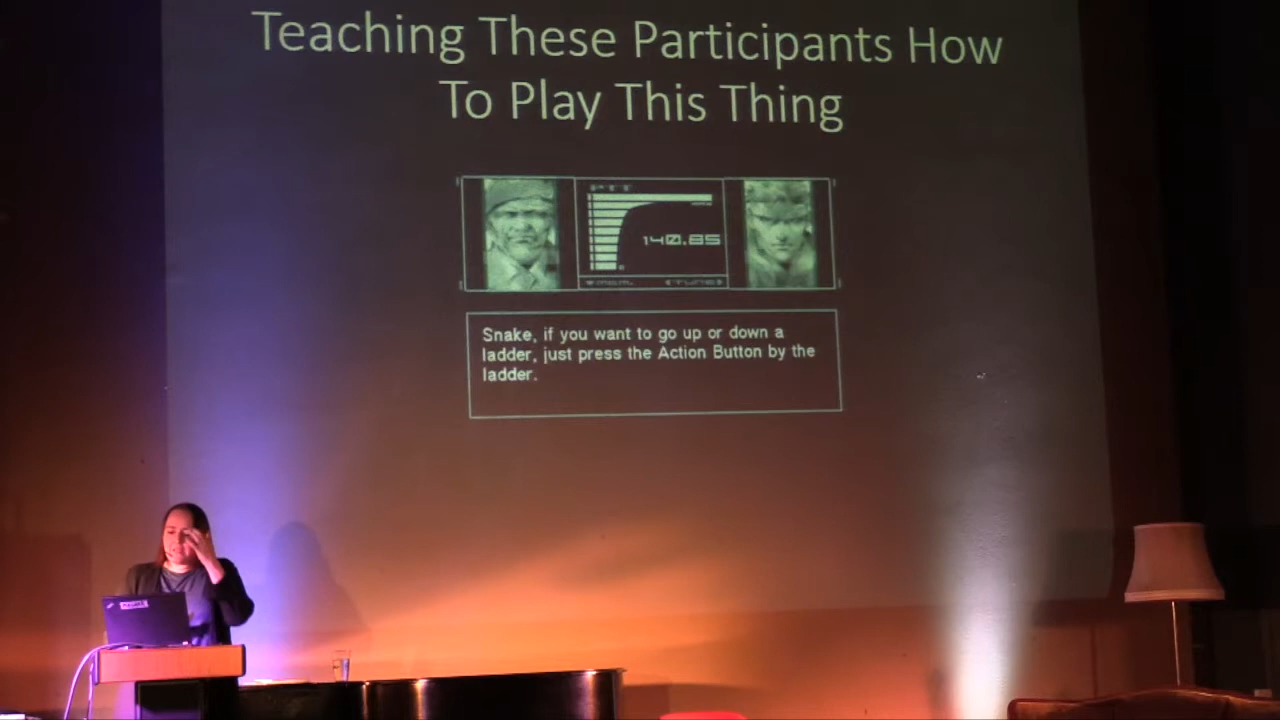 Teaching These Participants How
To Play This Thing
PTT
140.85
Snake, if you want to go up or down a
ladder, just press the Action Button by the
ladder.